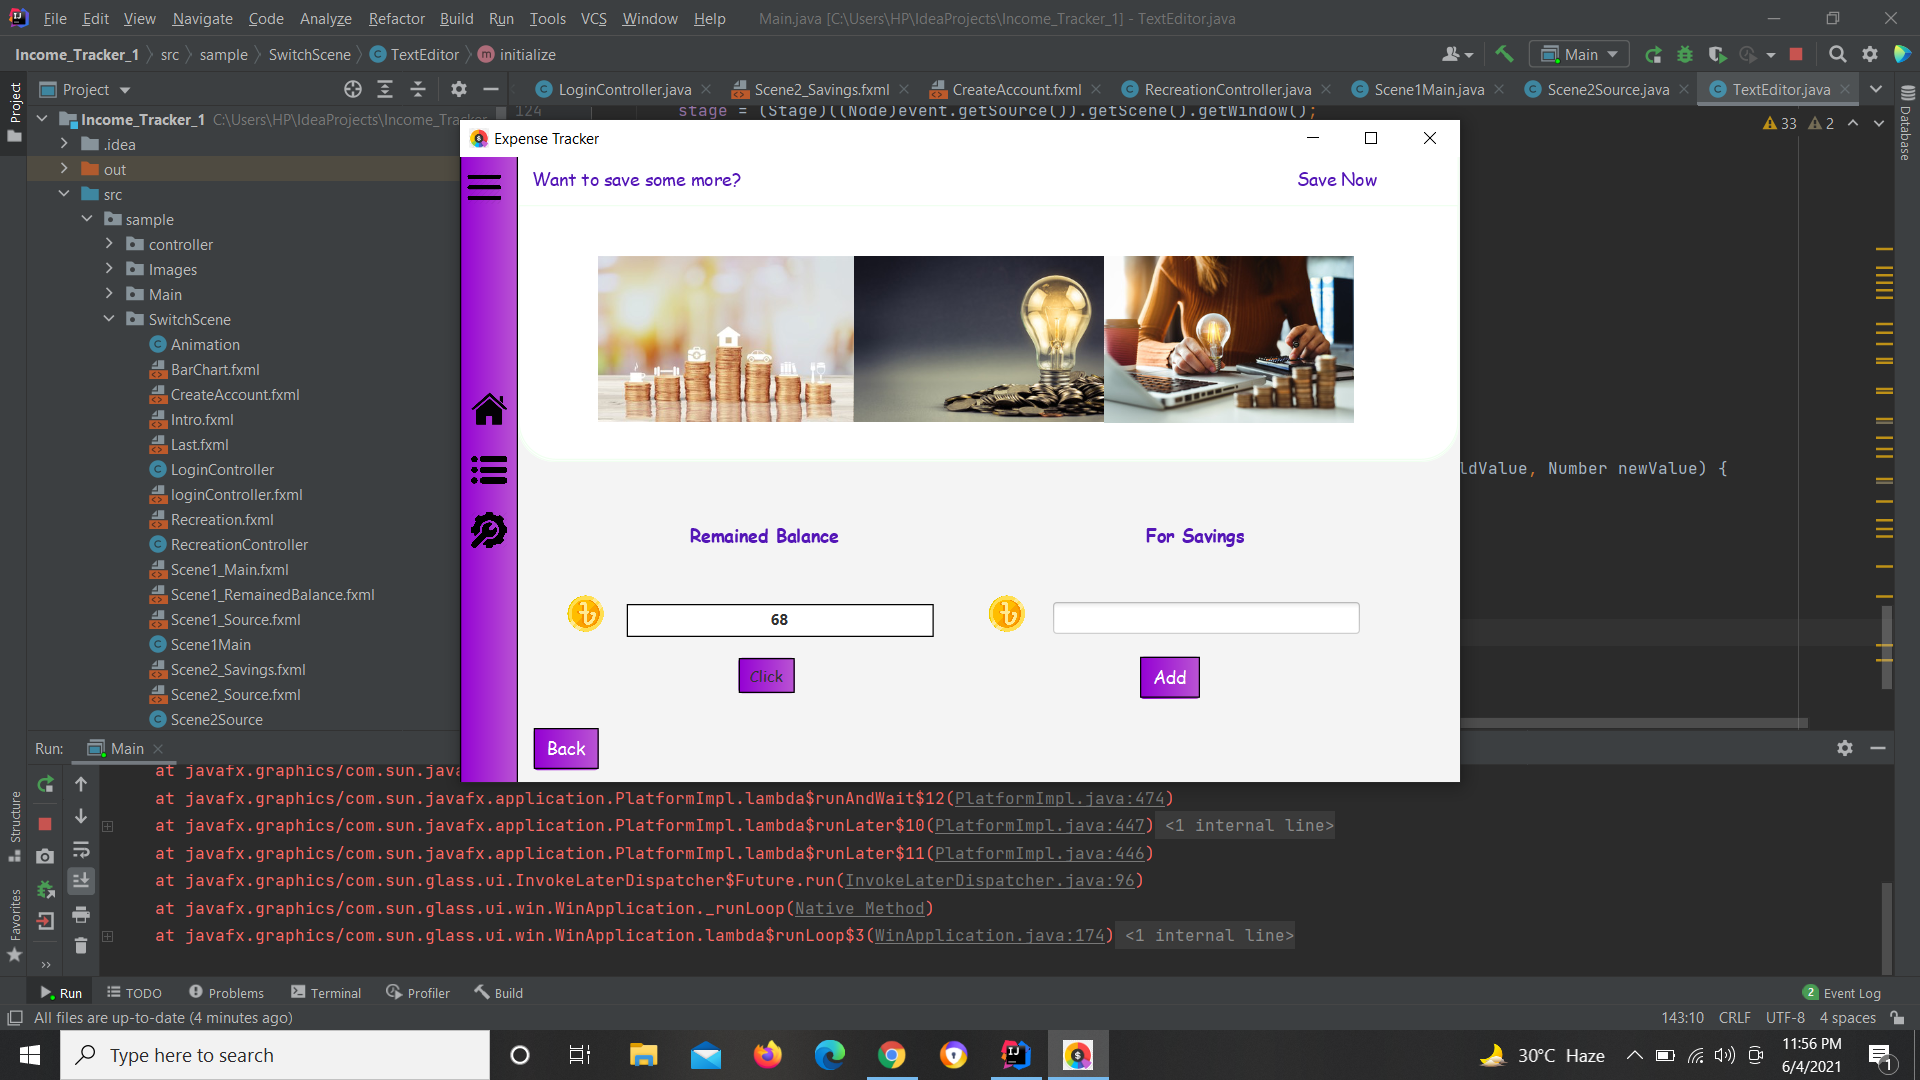 File Edit View Navigate Code Analyze Refactor Build Run Tools VCS Window Help Main.java [C:\Users\HP\IdeaProjects\Income_Tracker_1] - TextEditor.java
Income_Tracker_1 src sample SwitchScene TextEditor initialize Main
Project LoginController.java Scene2_Savings.fxml CreateAccount.fxml RecreationController.java Scene1Main.java Scene2Source.java TextEditor.java
Project
Database
124 stage = (Stage)((Node)event.getSource()).getScene().getWindow();
33 2
Income_Tracker_1 C:\Users\HP\IdeaProjects\Income_Tracker
.idea
out
src
sample
controller
Images
Main
SwitchScene
Animation
BarChart.fxml
CreateAccount.fxml
Intro.fxml
Last.fxml
LoginController
loginController.fxml
Recreation.fxml
RecreationController
Scene1_Main.fxml
Scene1_RemainedBalance.fxml
Scene1_Source.fxml
Scene1Main
Scene2_Savings.fxml
Scene2_Source.fxml
Scene2Source
Expense Tracker
Want to save some more? Save Now
ldValue, Number newValue) {
Remained Balance For Savings
৳ 68 ৳
Click Add
Back
Run: Main
at javafx.graphics/com.sun.java
at javafx.graphics/com.sun.javafx.application.PlatformImpl.lambda$runAndWait$12(PlatformImpl.java:474)
at javafx.graphics/com.sun.javafx.application.PlatformImpl.lambda$runLater$10(PlatformImpl.java:447) <1 internal line>
at javafx.graphics/com.sun.javafx.application.PlatformImpl.lambda$runLater$11(PlatformImpl.java:446)
at javafx.graphics/com.sun.glass.ui.InvokeLaterDispatcher$Future.run(InvokeLaterDispatcher.java:96)
at javafx.graphics/com.sun.glass.ui.win.WinApplication._runLoop(Native Method)
at javafx.graphics/com.sun.glass.ui.win.WinApplication.lambda$runLoop$3(WinApplication.java:174) <1 internal line>
Structure
Favorites
Run TODO Problems Terminal Profiler Build 2 Event Log
All files are up-to-date (4 minutes ago) 143:10 CRLF UTF-8 4 spaces
Type here to search 30°C Haze 11:56 PM
6/4/2021 1